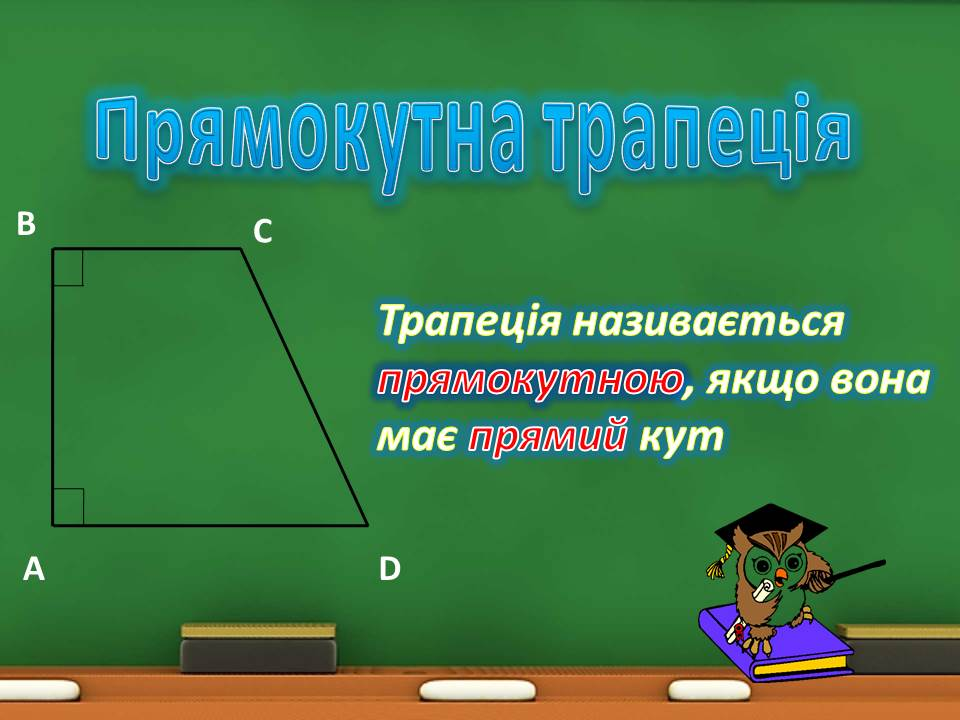 Прямокутна трапеція
B
C
Трапеція називається
прямокутною, якщо вона
має прямий кут
A
D